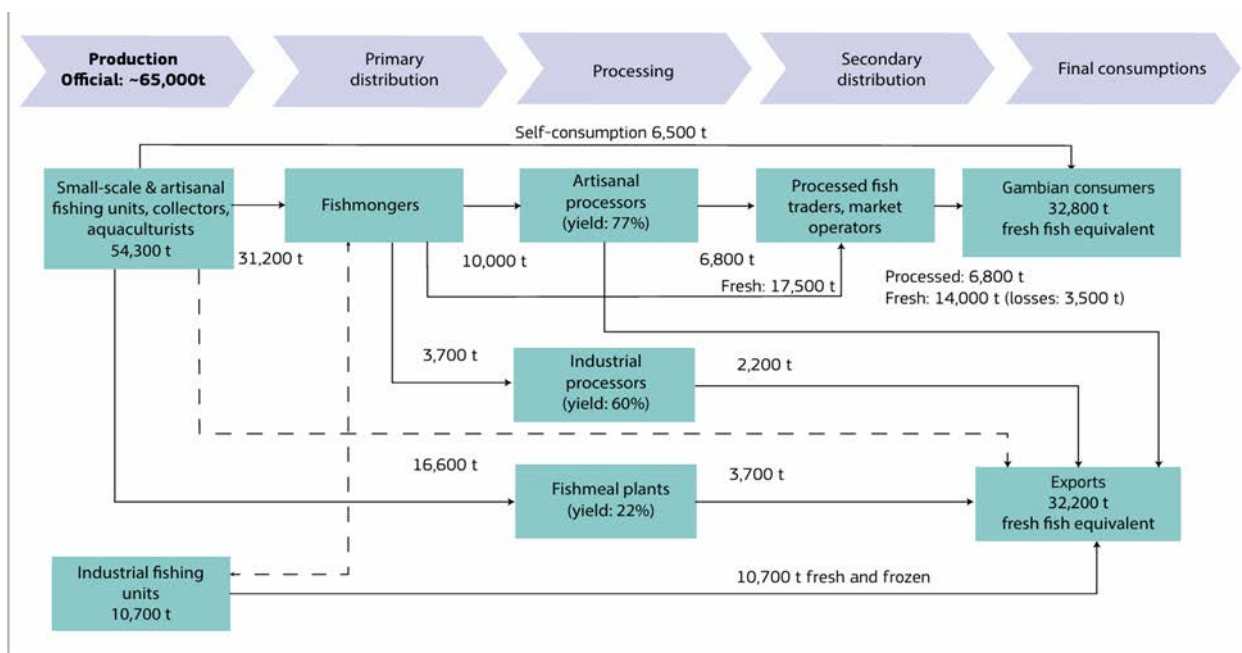 Production
Official: ~65,000t
Primary
distribution
Processing
Secondary
distribution
Final consumptions
Self-consumption 6,500 t
Small-scale & artisanal
fishing units, collectors,
aquaculturists
54,300 t
Fishmongers
Artisanal
processors
(yield: 77%)
Processed fish
traders, market
operators
Gambian consumers
32,800 t
fresh fish equivalent
31,200 t
10,000 t
6,800 t
Fresh: 17,500 t
Processed: 6,800 t
Fresh: 14,000 t (losses: 3,500 t)
3,700 t
Industrial
processors
(yield: 60%)
2,200 t
16,600 t
Fishmeal plants
(yield: 22%)
3,700 t
Exports
32,200 t
fresh fish equivalent
Industrial fishing
units
10,700 t
10,700 t fresh and frozen